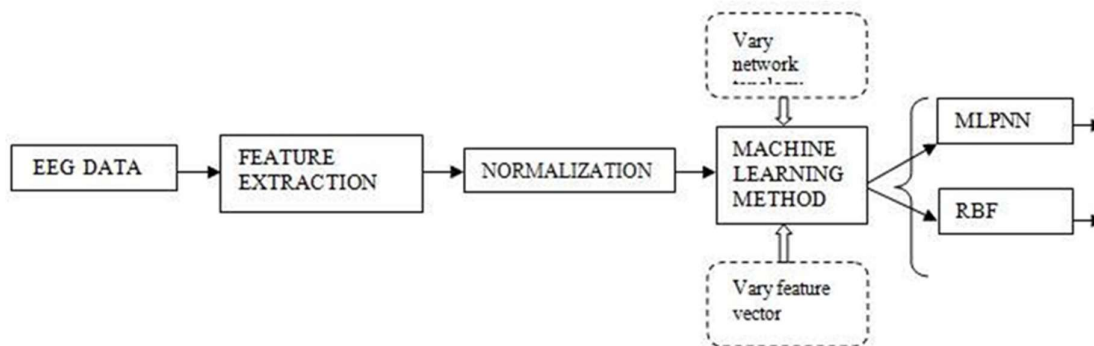 Vary
network
EEG DATA
FEATURE
EXTRACTION
NORMALIZATION
MACHINE
LEARNING
METHOD
MLPNN
RBF
Vary feature
vector